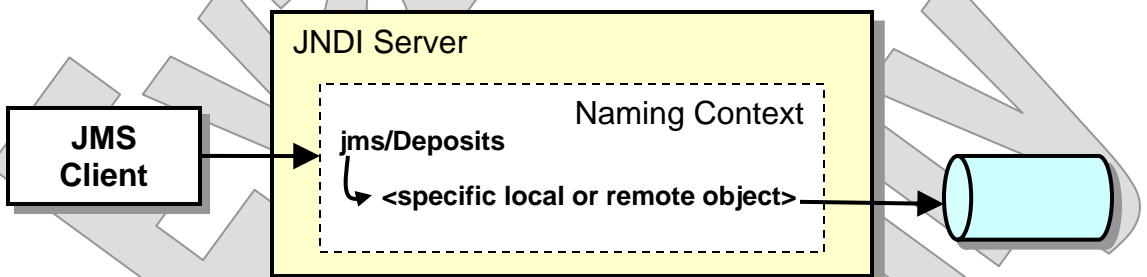 JNDI Server
Naming Context
JMS
Client
jms/Deposits
<specific local or remote object>